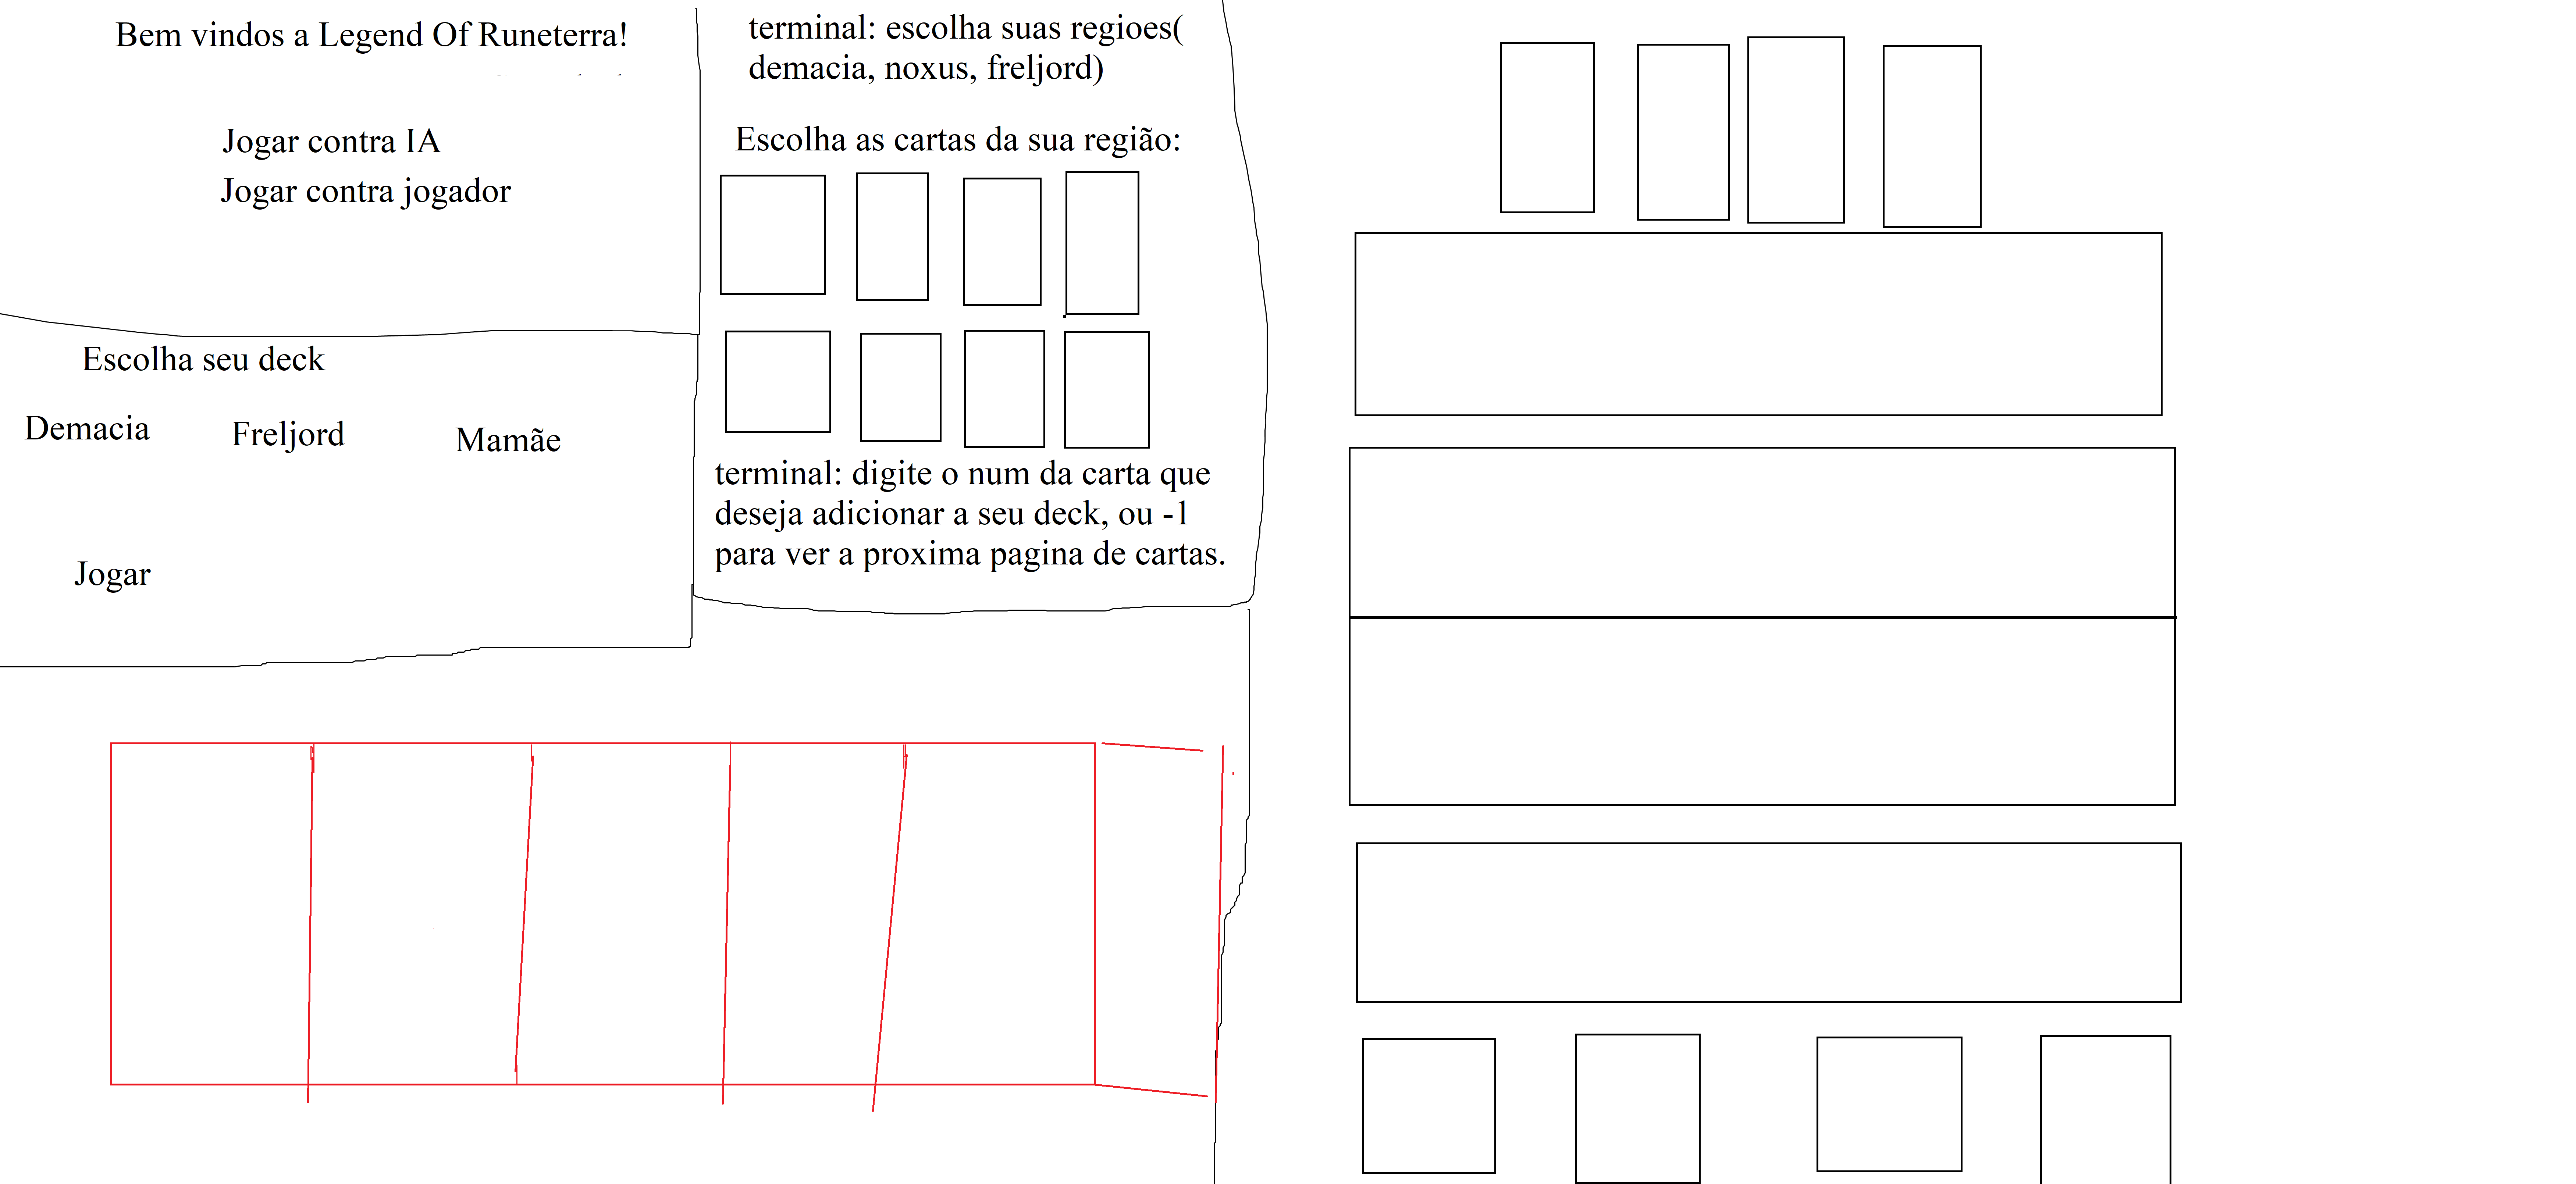 Bem vindos a Legend Of Runeterra!
Jogar contra IA
Jogar contra jogador
Escolha seu deck
Demacia Freljord Mamãe
Jogar
terminal: escolha suas regioes(
demacia, noxus, freljord)
Escolha as cartas da sua região:
terminal: digite o num da carta que
deseja adicionar a seu deck, ou -1
para ver a proxima pagina de cartas.